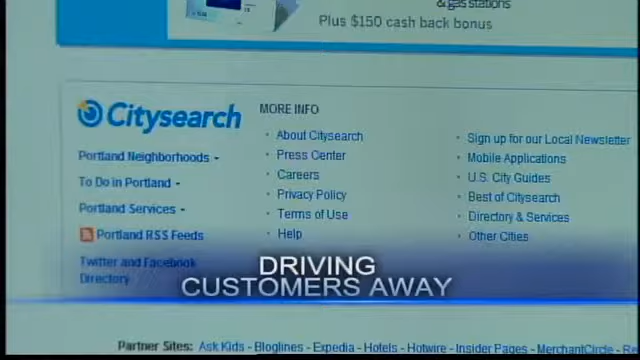 & gas stations
Plus $150 cash back bonus
Citysearch
Portland Neighborhoods -
To Do in Portland -
Portland Services -
Portland RSS Feeds
Twitter and Facebook
Directory
MORE INFO
· About Citysearch
· Press Center
· Careers
· Privacy Policy
· Terms of Use
· Help
· Sign up for our Local Newsletter
· Mobile Applications
· U.S. City Guides
· Best of Citysearch
· Directory & Services
· Other Cities
DRIVING
CUSTOMERS AWAY
Partner Sites: Ask Kids - Bloglines - Expedia - Hotels - Hotwire - Insider Pages - MerchantCircle - Re